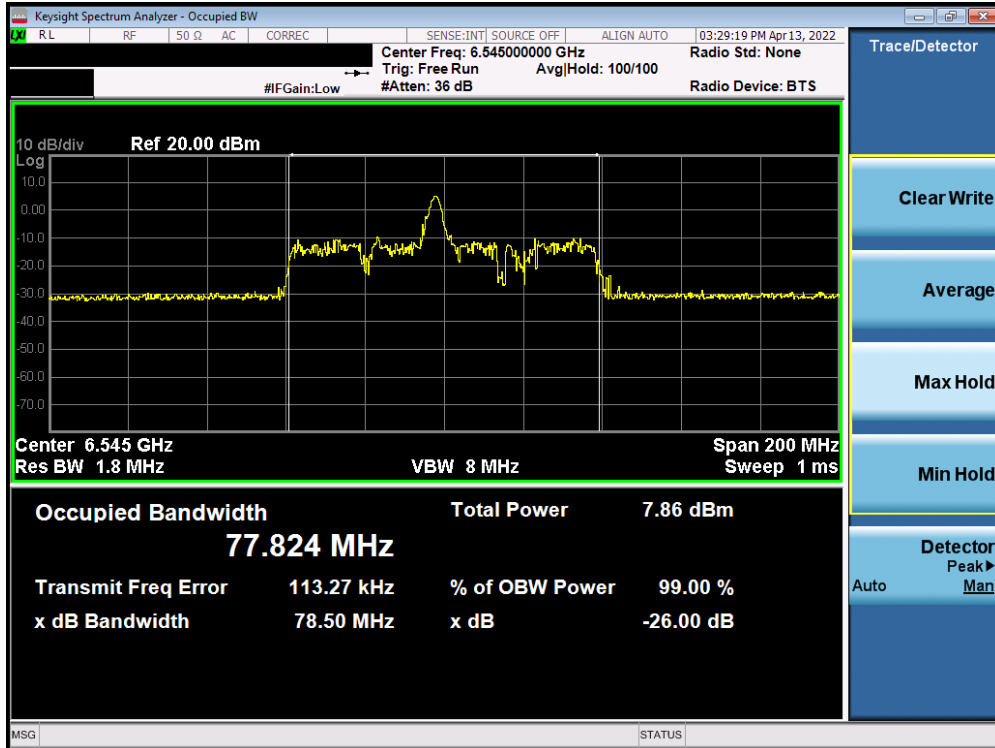 Keysight Spectrum Analyzer - Occupied BW
LXI RL RF 50 Ω AC CORREC SENSE:INT SOURCE OFF ALIGN AUTO 03:29:19 PM Apr 13, 2022
Center Freq: 6.545000000 GHz Radio Std: None
Trig: Free Run Avg|Hold: 100/100
#IFGain:Low #Atten: 36 dB Radio Device: BTS
10 dB/div Ref 20.00 dBm
Log
10.0
0.00
-10.0
-20.0
-30.0
-40.0
-50.0
-60.0
-70.0
Center 6.545 GHz Span 200 MHz
Res BW 1.8 MHz VBW 8 MHz Sweep 1 ms
Occupied Bandwidth Total Power 7.86 dBm
77.824 MHz
Transmit Freq Error 113.27 kHz % of OBW Power 99.00 %
x dB Bandwidth 78.50 MHz x dB -26.00 dB
MSG STATUS
Trace/Detector
Clear Write
Average
Max Hold
Min Hold
Detector
Peak▶
Auto Man